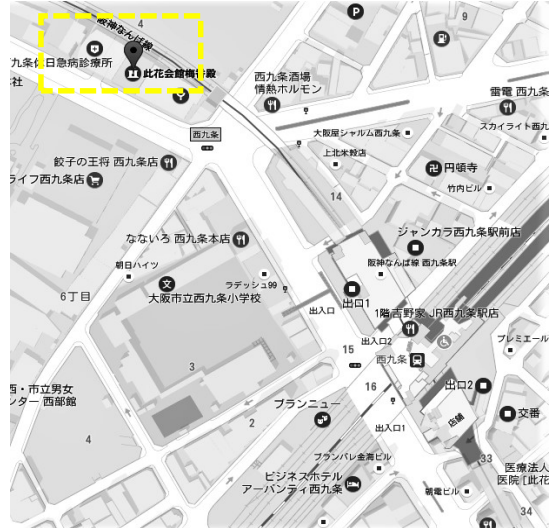 4
9
阪神なんば線
P
九条休日急病診療所
此花会館梅香殿
本社
西九条酒場
情熱ホルモン
雷電 西九条
スカイライト西九
大阪屋シャルム西九条
西九条
上北米穀店
餃子の王将 西九条店
ライフ西九条店
円頓寺
竹内ビル
14
なないろ 西九条本店
ジャンカラ西九条駅前店
朝日ハイツ
ラデッシュ99
阪神なんば線 西九条駅
6丁目
文
大阪市立西九条小学校
出口1
出入口
1階吉野家 JR西九条駅店
出入口2
プレミエール
15
西九条
3
西・市立男女
ンター 西部館
16
出口2
2
ブランニュー
店舗
交番
4
出入口1
ブランパレ金海ビル
33
医療法人
医院 [此花
ビジネスホテル
アーバンティ西九条
朝電ビル
34